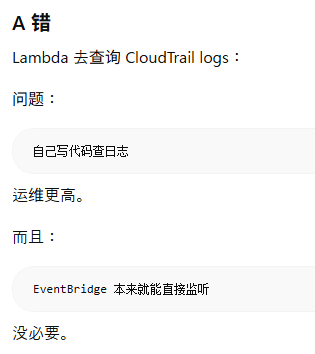 A 错
Lambda 去查询 CloudTrail logs：
问题：
自己写代码查日志
运维更高。
而且：
EventBridge 本来就能直接监听
没必要。